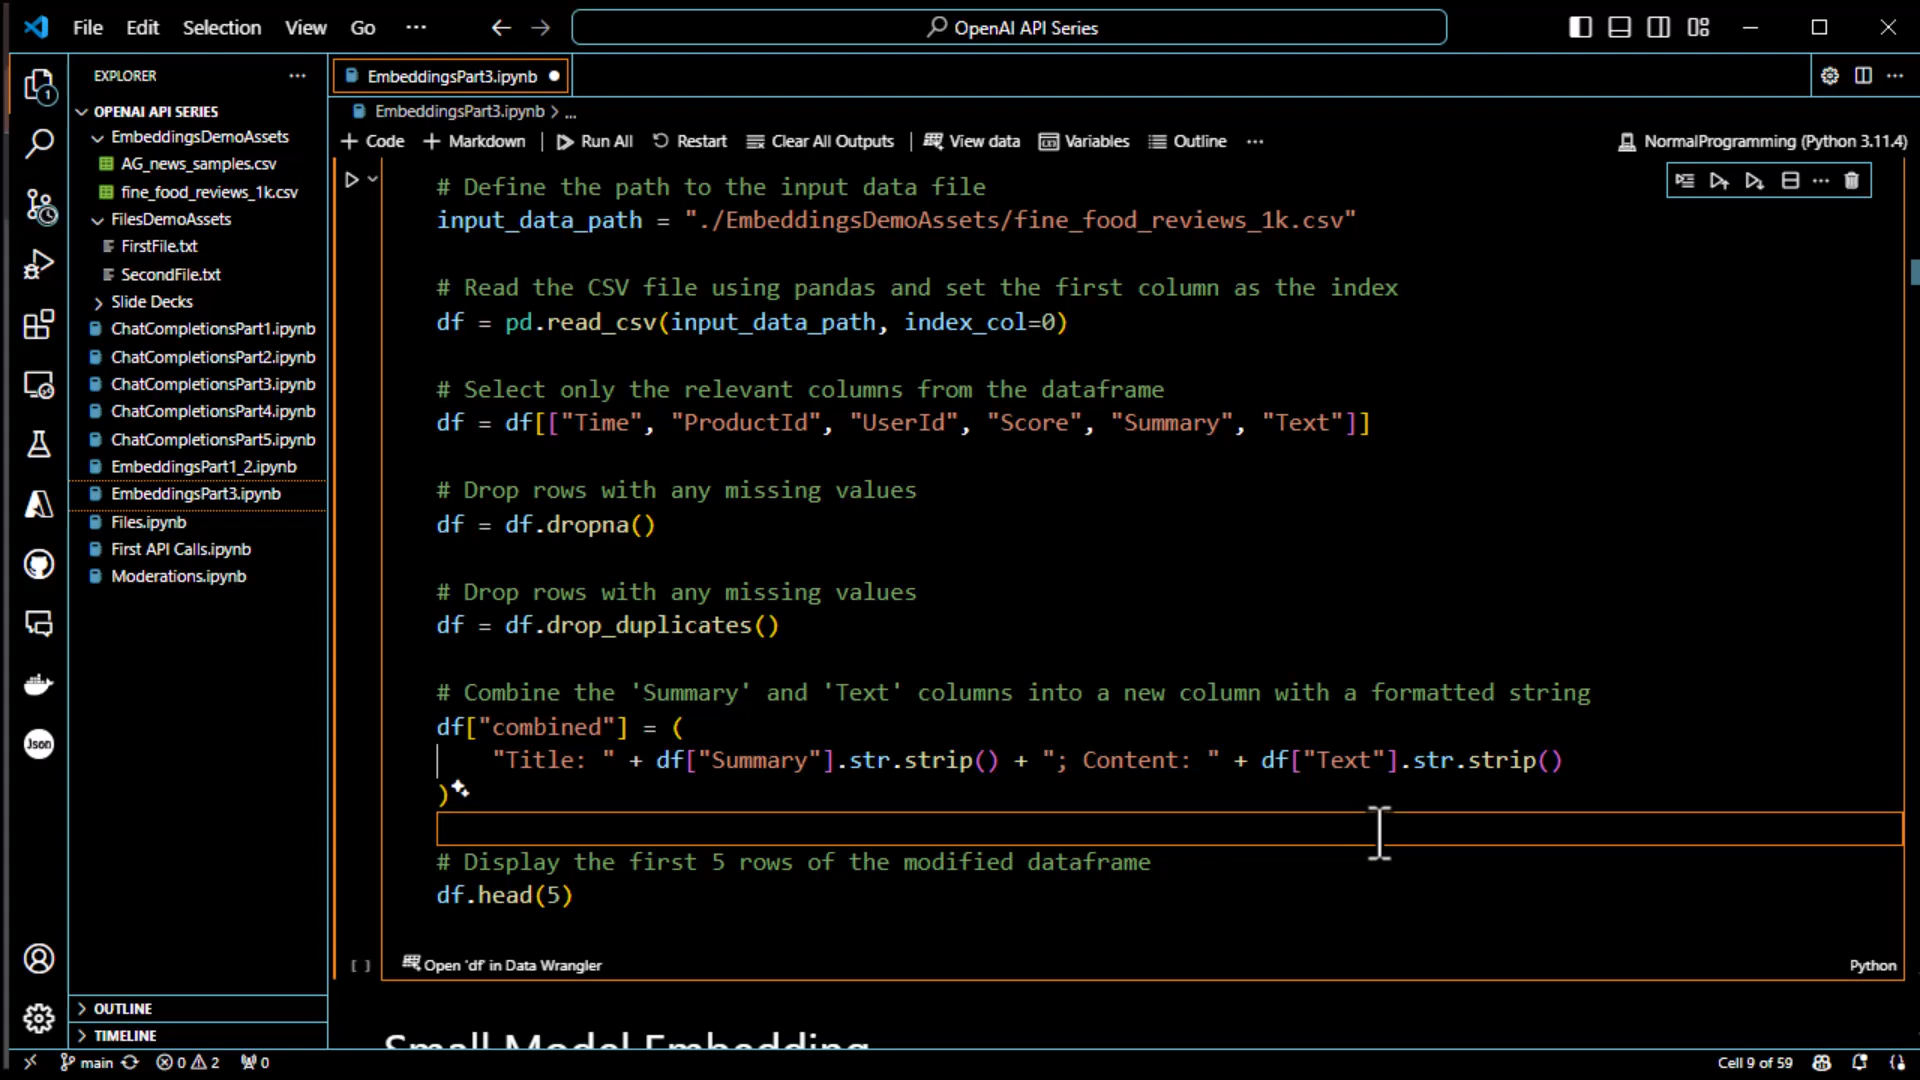 File Edit Selection View Go ··· OpenAI API Series
EXPLORER ···
OPENAI API SERIES
EmbeddingsDemoAssets
AG_news_samples.csv
fine_food_reviews_1k.csv
FilesDemoAssets
FirstFile.txt
SecondFile.txt
Slide Decks
ChatCompletionsPart1.ipynb
ChatCompletionsPart2.ipynb
ChatCompletionsPart3.ipynb
ChatCompletionsPart4.ipynb
ChatCompletionsPart5.ipynb
EmbeddingsPart1_2.ipynb
EmbeddingsPart3.ipynb
Files.ipynb
First API Calls.ipynb
Moderations.ipynb
OUTLINE
TIMELINE
1
Json
EmbeddingsPart3.ipynb
EmbeddingsPart3.ipynb > ...
+ Code + Markdown | Run All Restart Clear All Outputs | View data Variables Outline ··· NormalProgramming (Python 3.11.4)
# Define the path to the input data file
input_data_path = "./EmbeddingsDemoAssets/fine_food_reviews_1k.csv"
# Read the CSV file using pandas and set the first column as the index
df = pd.read_csv(input_data_path, index_col=0)
# Select only the relevant columns from the dataframe
df = df[["Time", "ProductId", "UserId", "Score", "Summary", "Text"]]
# Drop rows with any missing values
df = df.dropna()
# Drop rows with any missing values
df = df.drop_duplicates()
# Combine the 'Summary' and 'Text' columns into a new column with a formatted string
df["combined"] = (
"Title: " + df["Summary"].str.strip() + "; Content: " + df["Text"].str.strip()
)
# Display the first 5 rows of the modified dataframe
df.head(5)
[ ] Open 'df' in Data Wrangler Python
Small Model Embedding
main 0 2 0 Cell 9 of 59